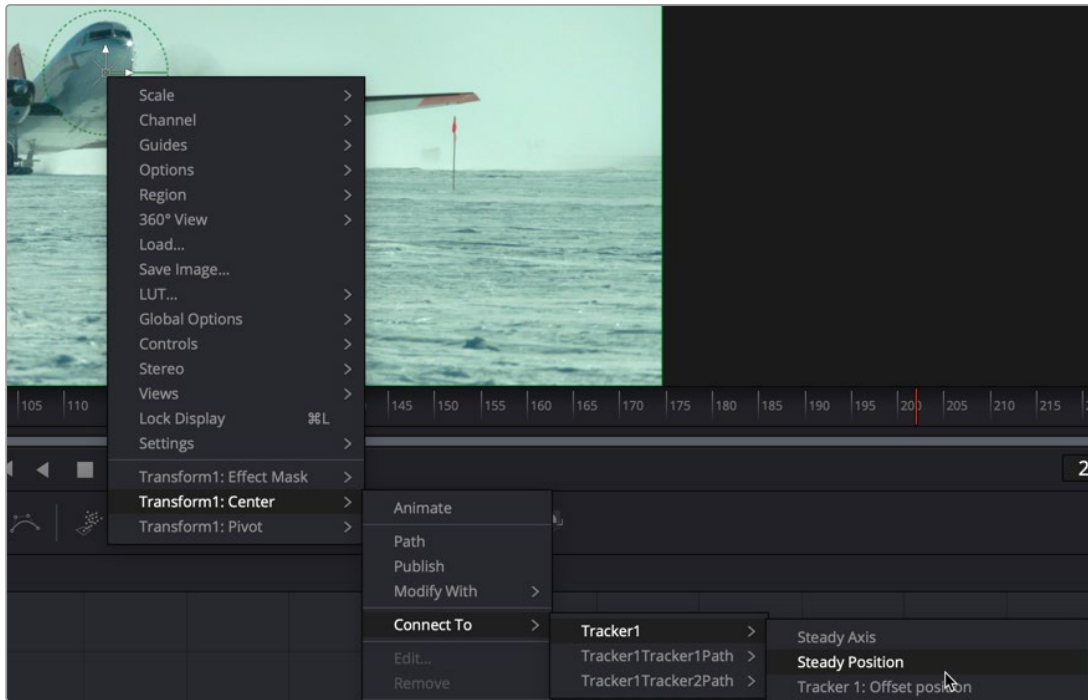 Scale >
Channel >
Guides >
Options >
Region >
360° View >
Load...
Save Image...
LUT... >
Global Options >
Controls >
Stereo >
Views >
Lock Display ⌘L
Settings >
105 110 145 150 155 160 165 170 175 180 185 190 195 200 205 210 215
Transform1: Effect Mask >
Transform1: Center >
Transform1: Pivot >
Animate
Path
Publish
Modify With >
Connect To >
Edit...
Remove
Tracker1 >
Tracker1Tracker1Path >
Tracker1Tracker2Path >
Steady Axis
Steady Position
Tracker 1: Offset position